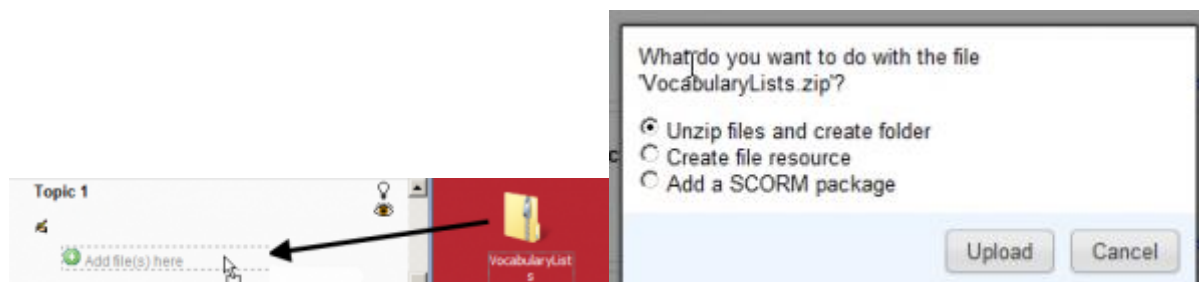 Topic 1
Add file(s) here
VocabularyList
s
What do you want to do with the file
'VocabularyLists.zip'?
Unzip files and create folder
Create file resource
Add a SCORM package
Upload Cancel